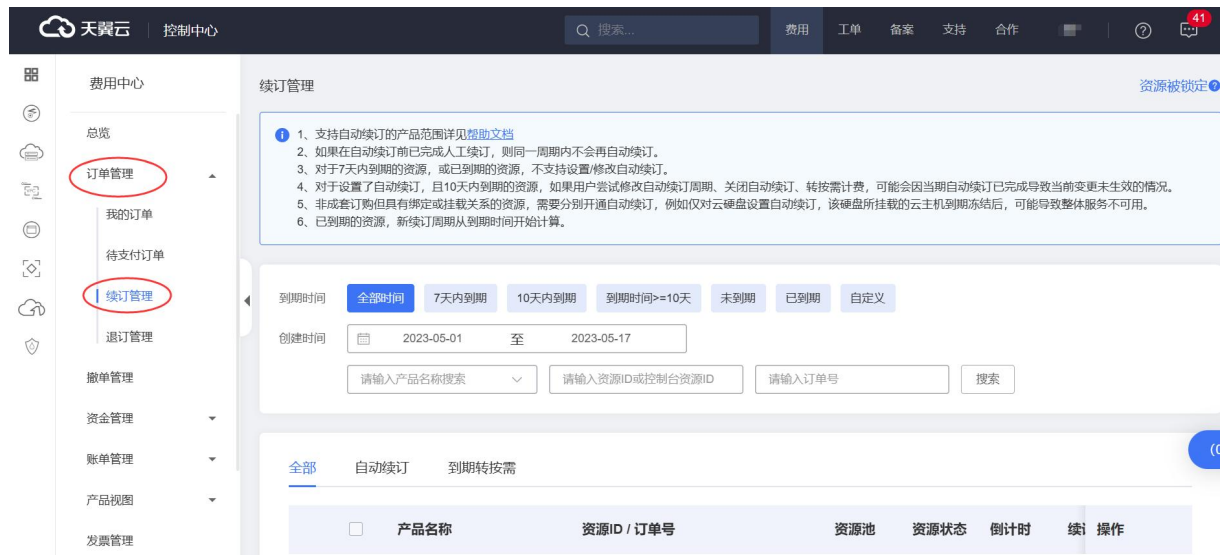 天翼云 控制中心 搜索... 费用 工单 备案 支持 合作 41
费用中心
总览
订单管理
我的订单
待支付订单
续订管理
退订管理
撤单管理
资金管理
账单管理
产品视图
发票管理
续订管理 资源被锁定
1、支持自动续订的产品范围详见帮助文档
2、如果在自动续订前已完成人工续订，则同一周期内不会再自动续订。
3、对于7天内到期的资源，或已到期的资源，不支持设置/修改自动续订。
4、对于设置了自动续订，且10天内到期的资源，如果用户尝试修改自动续订周期、关闭自动续订、转按需计费，可能会因当期自动续订已完成导致当前变更未生效的情况。
5、非成套订购但具有绑定或挂载关系的资源，需要分别开通自动续订，例如仅对云硬盘设置自动续订，该硬盘所挂载的云主机到期冻结后，可能导致整体服务不可用。
6、已到期的资源，新续订周期从到期时间开始计算。
到期时间 全部时间 7天内到期 10天内到期 到期时间>=10天 未到期 已到期 自定义
创建时间 2023-05-01 至 2023-05-17
请输入产品名称搜索 请输入资源ID或控制台资源ID 请输入订单号 搜索
全部 自动续订 到期转按需
产品名称 资源ID / 订单号 资源池 资源状态 倒计时 续 操作